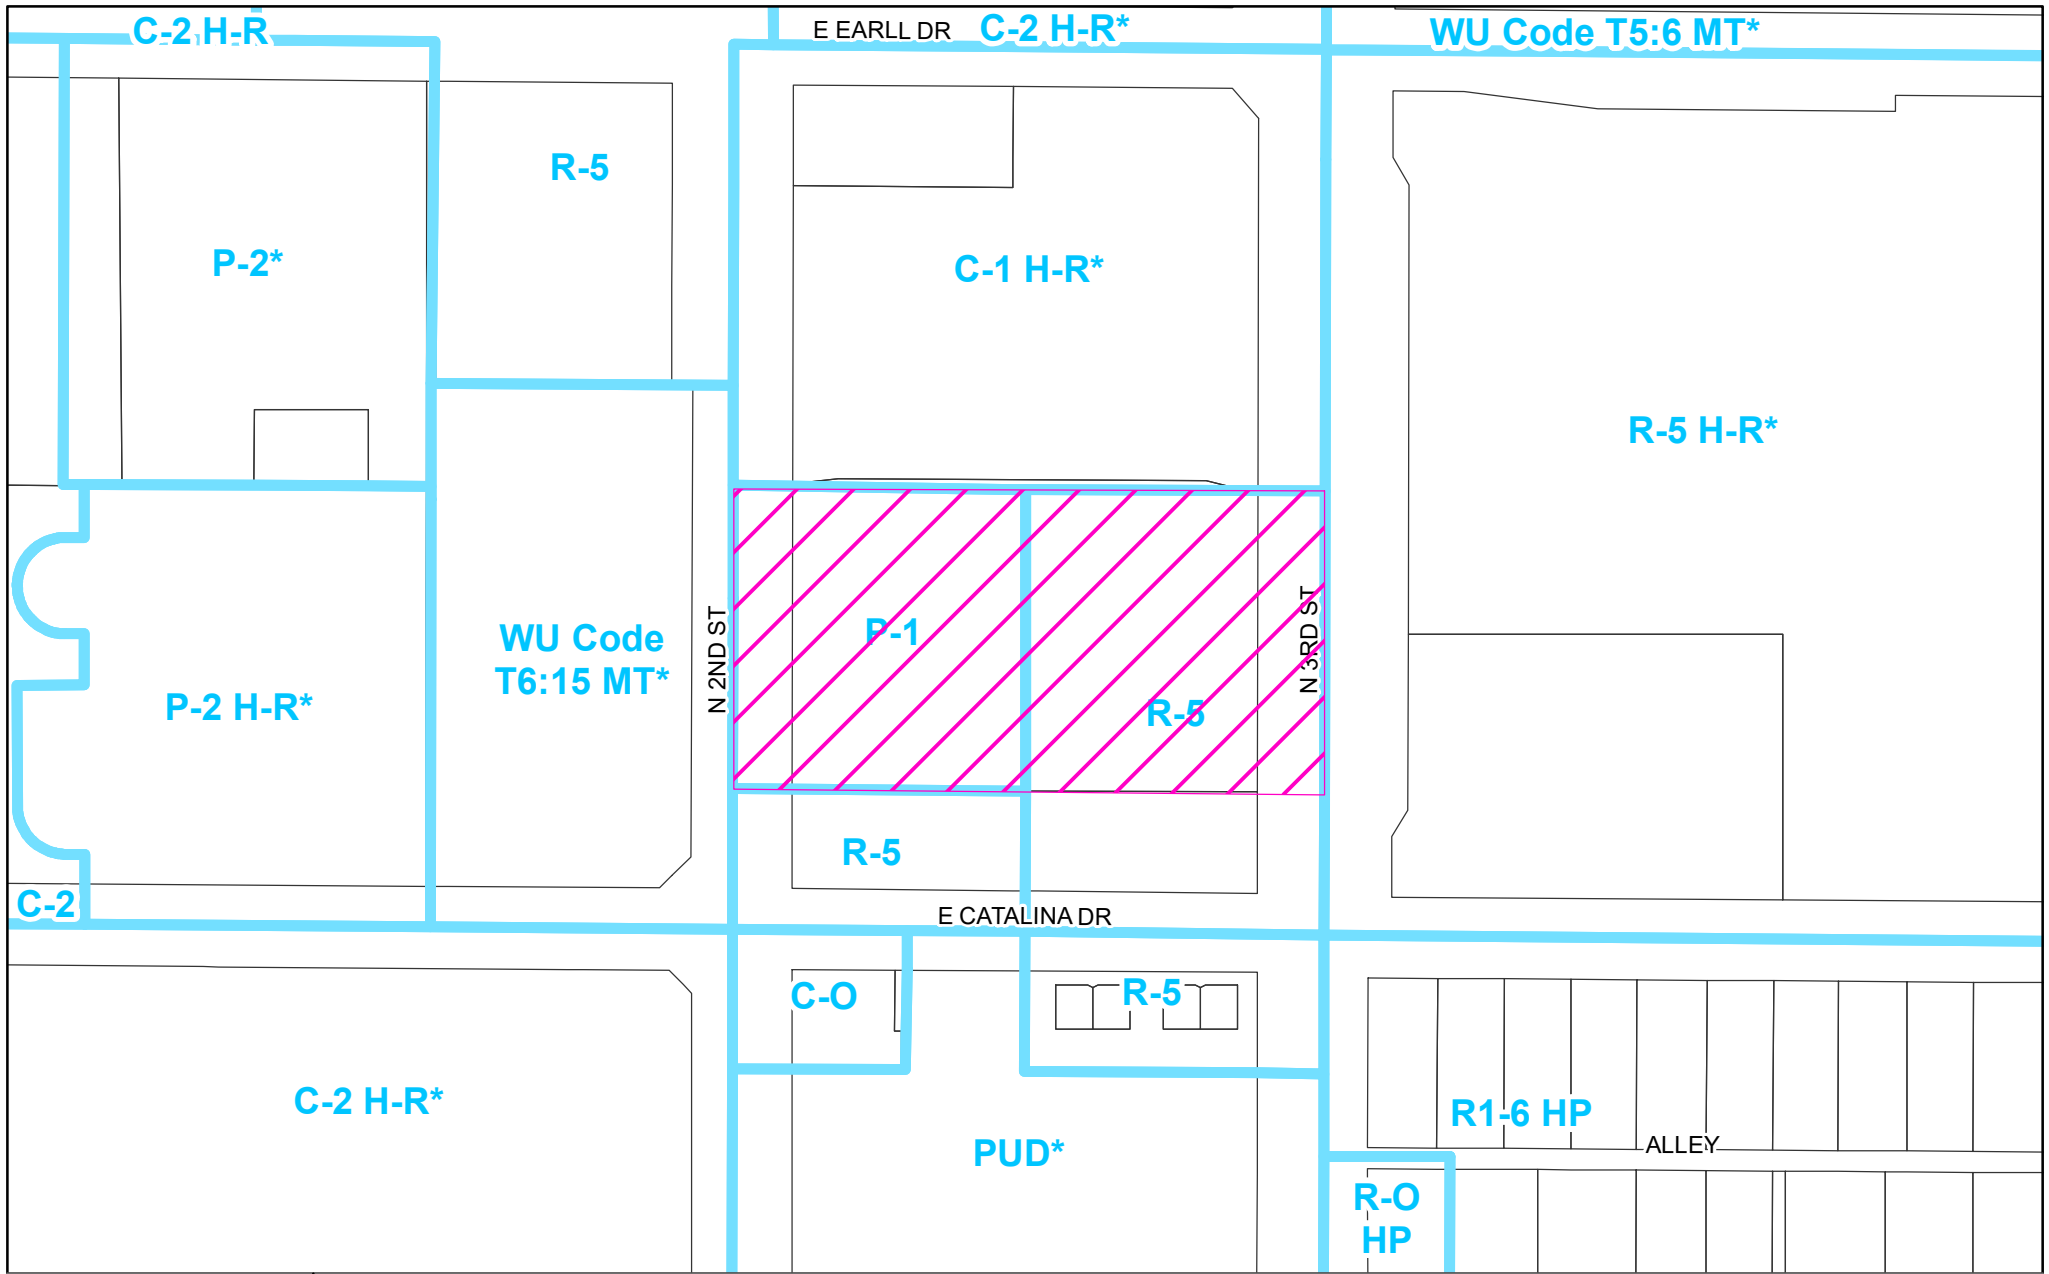 C-2 H-R
E EARLL DR
C-2 H-R*
WU Code T5:6 MT*
R-5
P-2*
C-1 H-R*
R-5 H-R*
WU Code
T6:15 MT*
N 2ND ST
P-1
N 3RD ST
P-2 H-R*
R-5
R-5
C-2
E CATALINA DR
C-O
R-5
C-2 H-R*
R1-6 HP
PUD*
ALLEY
R-O
HP